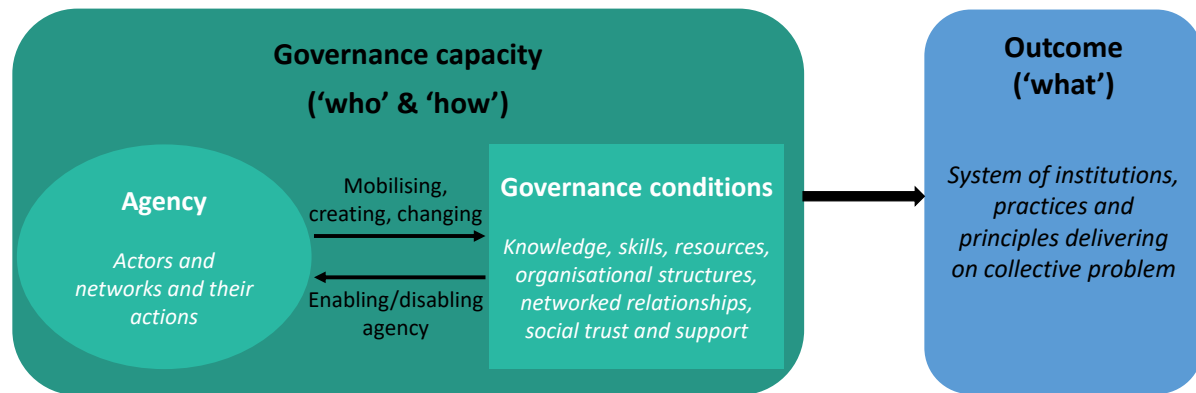 Governance capacity
('who' & 'how')
Agency
Actors and
networks and their
actions
Mobilising,
creating, changing
Enabling/disabling
agency
Governance conditions
Knowledge, skills, resources,
organisational structures,
networked relationships,
social trust and support
Outcome
('what')
System of institutions,
practices and
principles delivering
on collective problem